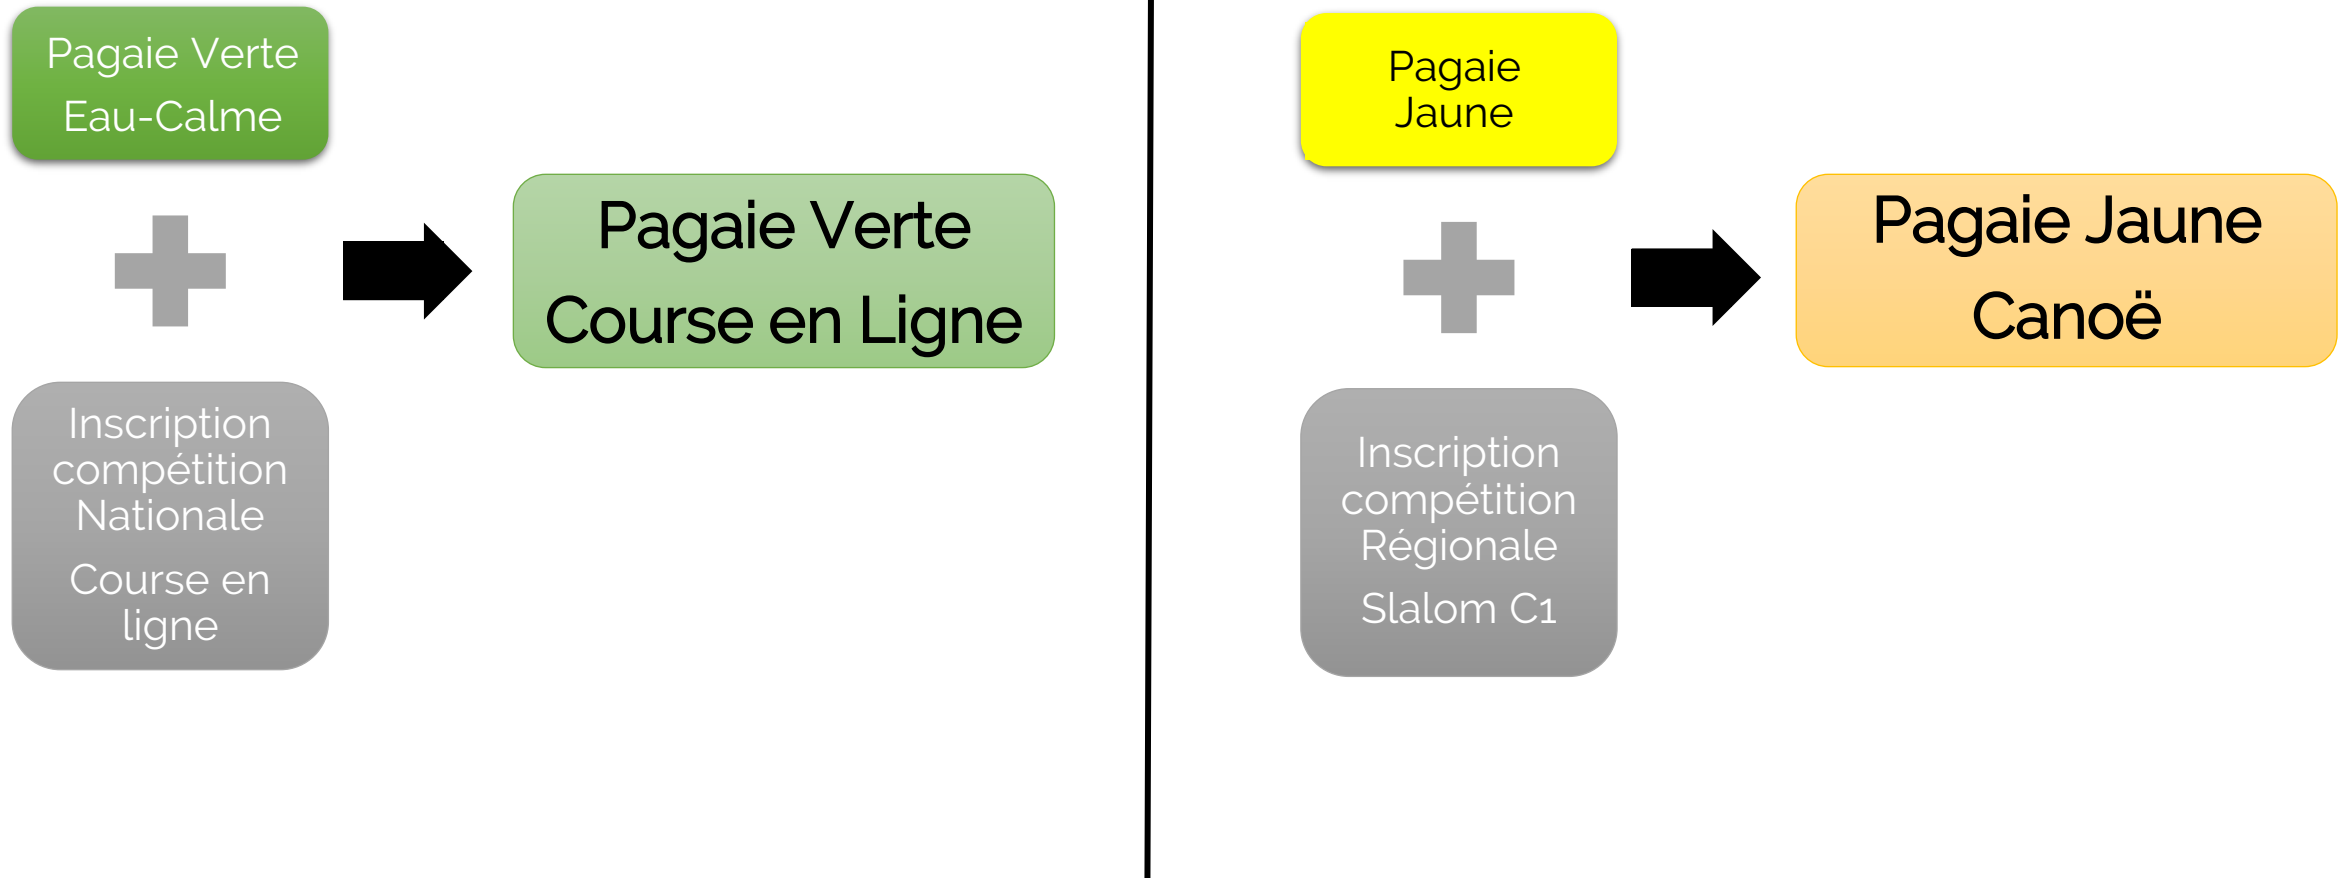 Pagaie Verte
Eau-Calme
Pagaie Verte
Course en Ligne
Inscription
compétition
Nationale
Course en
ligne
Pagaie
Jaune
Pagaie Jaune
Canoë
Inscription
compétition
Régionale
Slalom C1